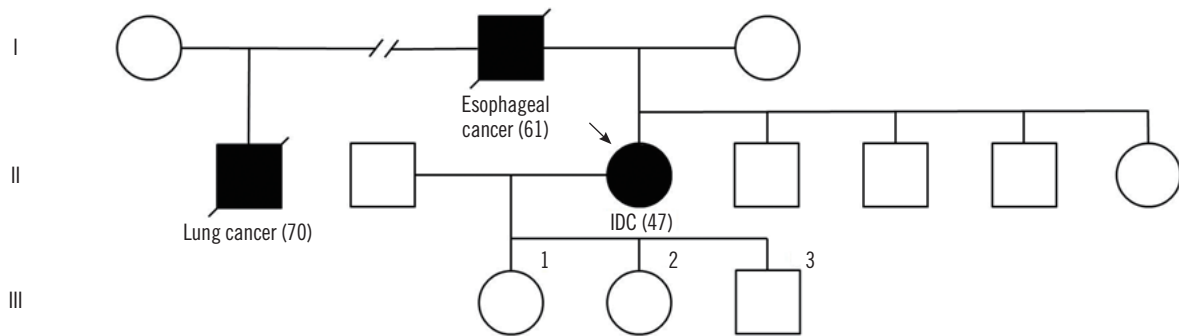 I
Esophageal
cancer (61)
II
Lung cancer (70)
IDC (47)
1
2
3
III